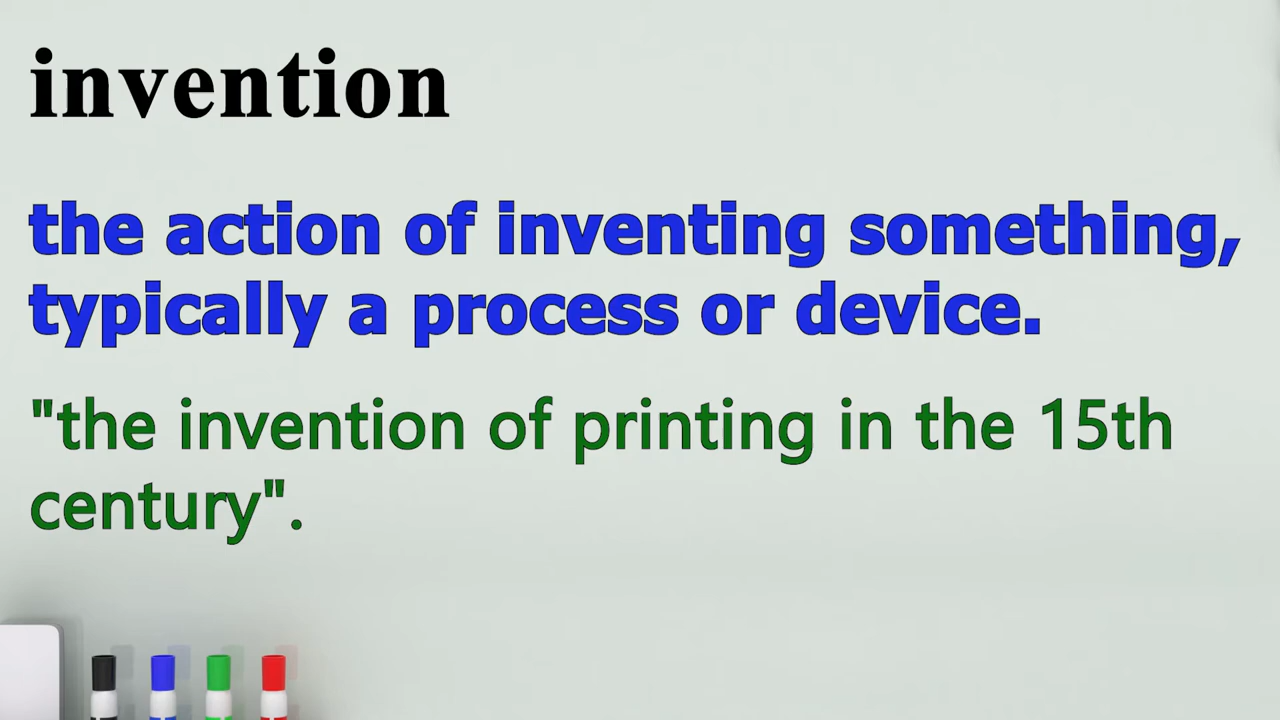 invention
the action of inventing something,
typically a process or device.
"the invention of printing in the 15th
century".